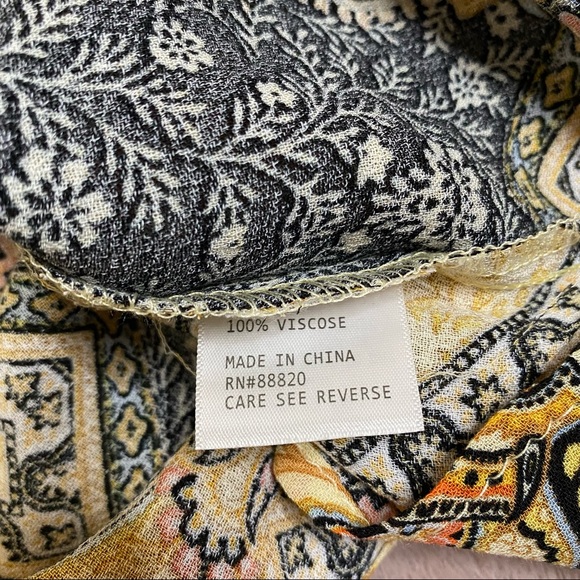 100% VISCOSE
MADE IN CHINA
RN#88820
CARE SEE REVERSE